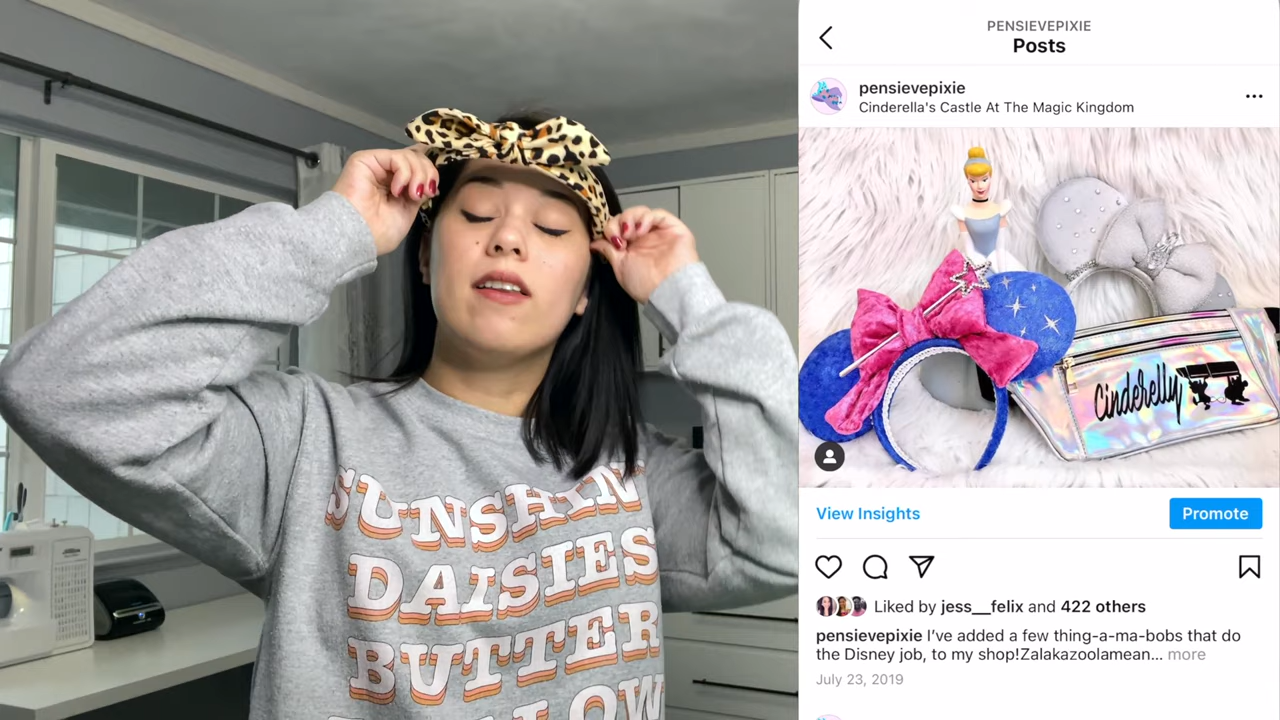 SUNSHIN
DAISIES
BUTTER
LOW
PENSIEVEPIXIE
Posts
pensievepixie
Cinderella's Castle At The Magic Kingdom
Cinderelly
View Insights
Promote
Liked by jess__felix and 422 others
pensievepixie I've added a few thing-a-ma-bobs that do
the Disney job, to my shop!Zalakazoolamean... more
July 23, 2019